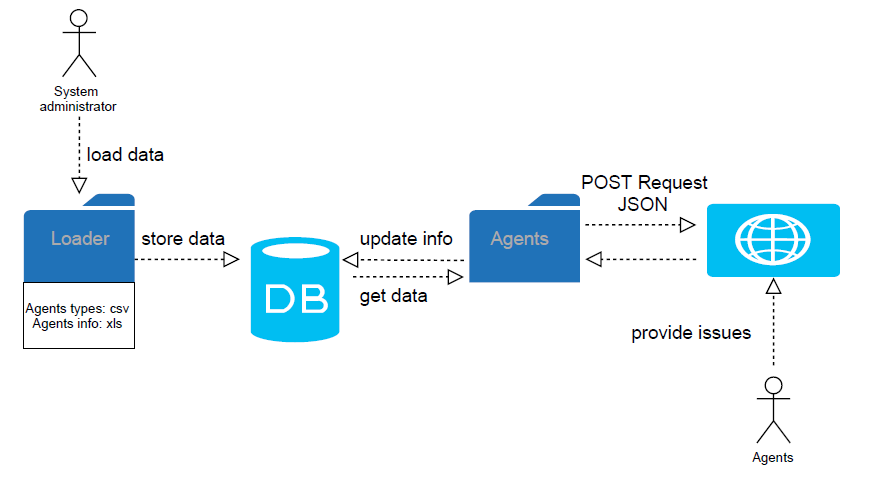 System
administrator
load data
Loader
store data
Agents types: csv
Agents info: xls
DB
update info
get data
Agents
POST Request
JSON
provide issues
Agents